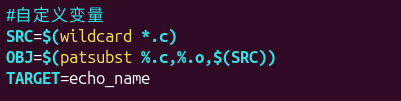 #自定义变量
SRC=$(wildcard *.c)
OBJ=$(patsubst %.c,%.o,$(SRC))
TARGET=echo_name